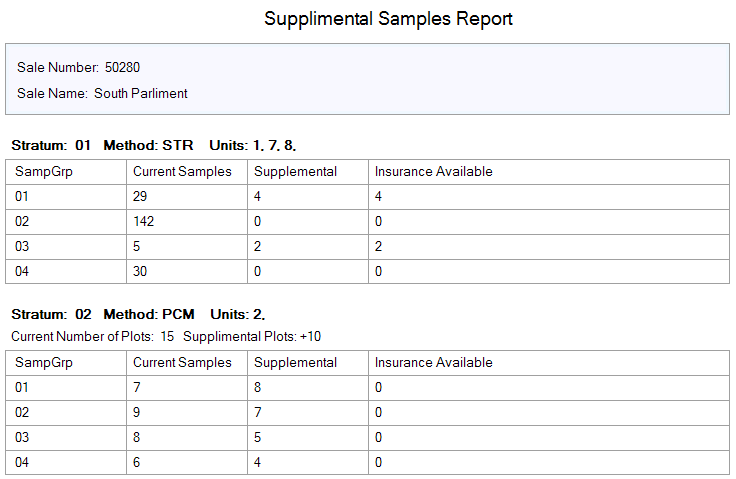 Supplimental Samples Report
Sale Number: 50280
Sale Name: South Parliment
Stratum: 01 Method: STR Units: 1, 7, 8,
SampGrp Current Samples Supplemental Insurance Available
01 29 4 4
02 142 0 0
03 5 2 2
04 30 0 0
Stratum: 02 Method: PCM Units: 2,
Current Number of Plots: 15 Supplimental Plots: +10
SampGrp Current Samples Supplemental Insurance Available
01 7 8 0
02 9 7 0
03 8 5 0
04 6 4 0